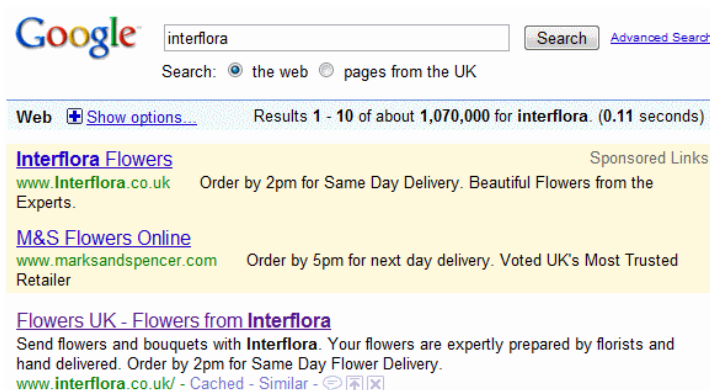 Google interflora Search Advanced Search
Search: the web pages from the UK
Web Show options... Results 1 - 10 of about 1,070,000 for interflora. (0.11 seconds)
Interflora Flowers Sponsored Links
www.Interflora.co.uk Order by 2pm for Same Day Delivery. Beautiful Flowers from the
Experts.
M&S Flowers Online
www.marksandspencer.com Order by 5pm for next day delivery. Voted UK's Most Trusted
Retailer
Flowers UK - Flowers from Interflora
Send flowers and bouquets with Interflora. Your flowers are expertly prepared by florists and
hand delivered. Order by 2pm for Same Day Flower Delivery.
www.interflora.co.uk/ - Cached - Similar -